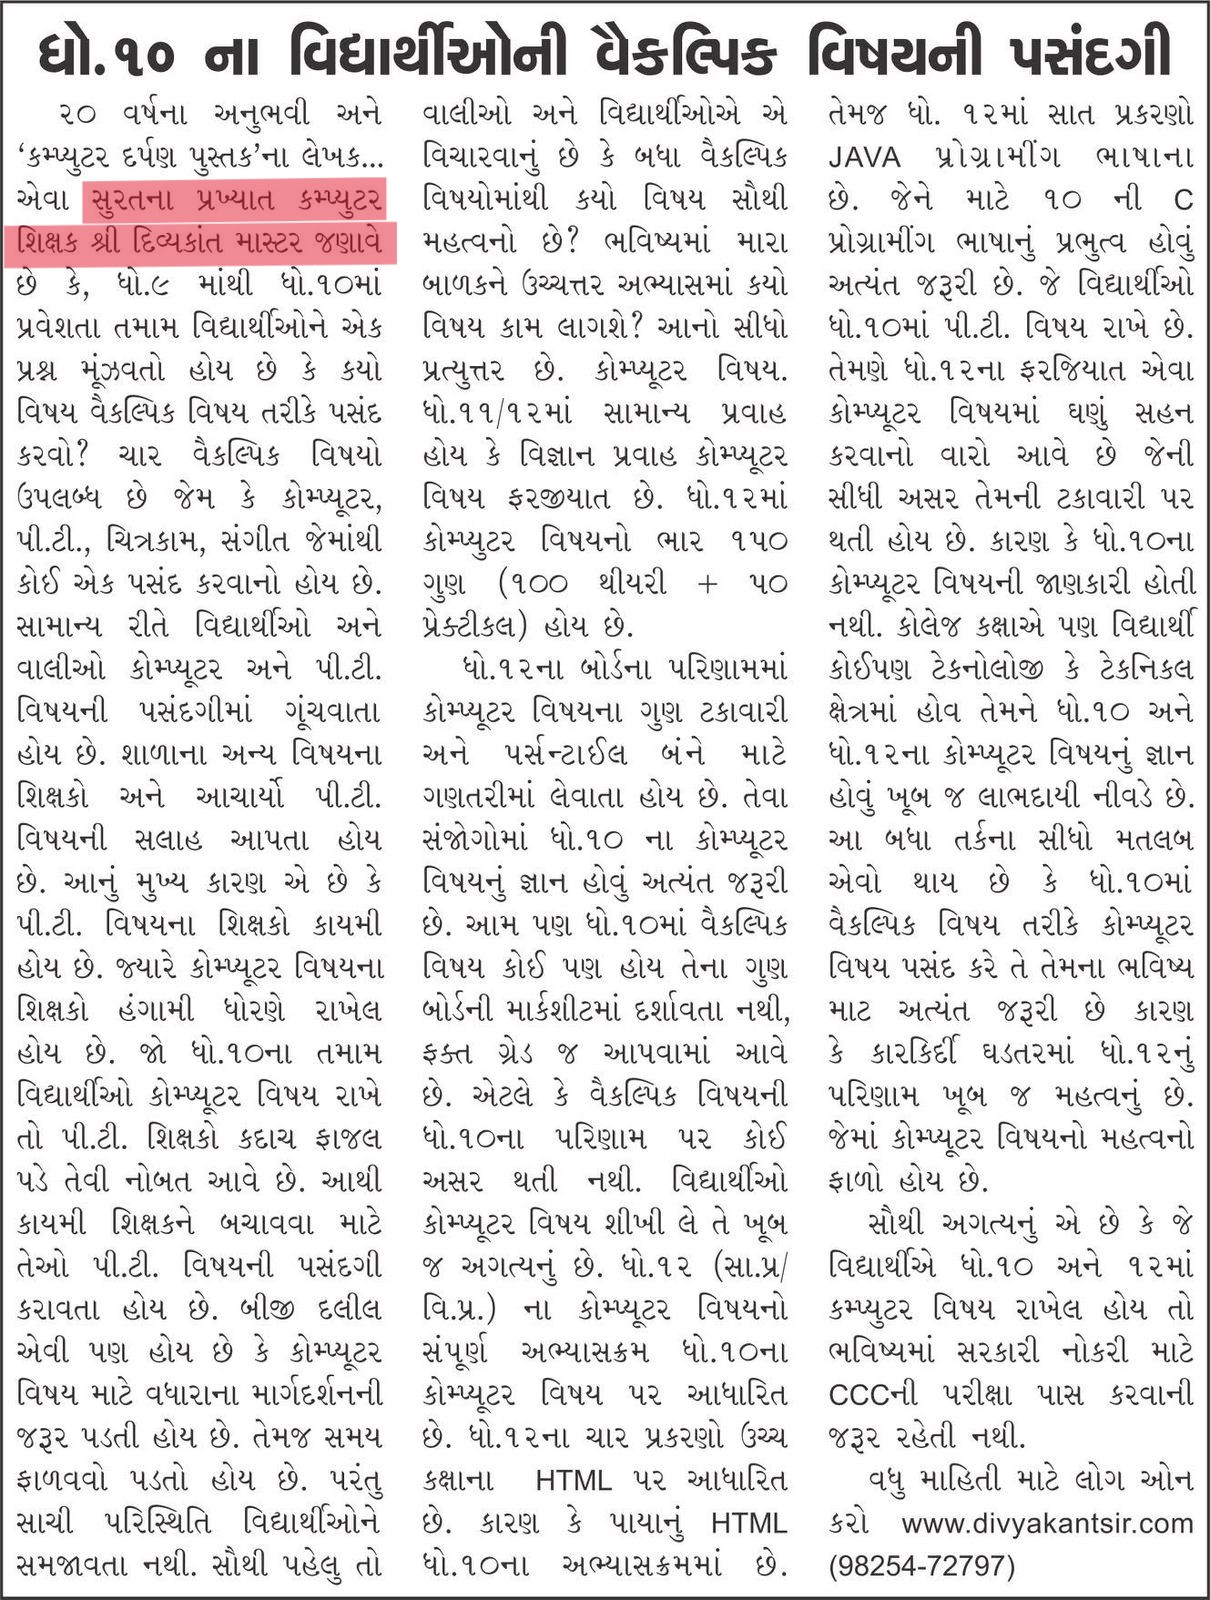 ધો.૧૦ ના વિદ્યાર્થીઓની વૈકલ્પિક વિષયની પસંદગી
૨૦ વર્ષના અનુભવી અને
‘કમ્પ્યુટર દર્પણ પુસ્તક’ના લેખક...
એવા સુરતના પ્રખ્યાત કમ્પ્યુટર
શિક્ષક શ્રી દિવ્યકાંત માસ્ટર જણાવે
છે કે, ધો.૯ માંથી ધો.૧૦માં
પ્રવેશતા તમામ વિદ્યાર્થીઓને એક
પ્રશ્ન મૂંઝવતો હોય છે કે કયો
વિષય વૈકલ્પિક વિષય તરીકે પસંદ
કરવો? ચાર વૈકલ્પિક વિષયો
ઉપલબ્ધ છે જેમ કે કોમ્પ્યૂટર,
પી.ટી., ચિત્રકામ, સંગીત જેમાંથી
કોઈ એક પસંદ કરવાનો હોય છે.
સામાન્ય રીતે વિદ્યાર્થીઓ અને
વાલીઓ કોમ્પ્યૂટર અને પી.ટી.
વિષયની પસંદગીમાં ગૂંચવાતા
હોય છે. શાળાના અન્ય વિષયના
શિક્ષકો અને આચાર્યો પી.ટી.
વિષયની સલાહ આપતા હોય
છે. આનું મુખ્ય કારણ એ છે કે
પી.ટી. વિષયના શિક્ષકો કાયમી
હોય છે. જ્યારે કોમ્પ્યૂટર વિષયના
શિક્ષકો હંગામી ધોરણે રાખેલ
હોય છે. જો ધો.૧૦ના તમામ
વિદ્યાર્થીઓ કોમ્પ્યૂટર વિષય રાખે
તો પી.ટી. શિક્ષકો કદાચ ફાજલ
પડે તેવી નોબત આવે છે. આથી
કાયમી શિક્ષકને બચાવવા માટે
તેઓ પી.ટી. વિષયની પસંદગી
કરાવતા હોય છે. બીજી દલીલ
એવી પણ હોય છે કે કોમ્પ્યૂટર
વિષય માટે વધારાના માર્ગદર્શનની
જરૂર પડતી હોય છે. તેમજ સમય
ફાળવવો પડતો હોય છે. પરંતુ
સાચી પરિસ્થિતિ વિદ્યાર્થીઓને
સમજાવતા નથી. સૌથી પહેલુ તો
વાલીઓ અને વિદ્યાર્થીઓએ એ
વિચારવાનું છે કે બધા વૈકલ્પિક
વિષયોમાંથી કયો વિષય સૌથી
મહત્વનો છે? ભવિષ્યમાં મારા
બાળકને ઉચ્ચત્તર અભ્યાસમાં કયો
વિષય કામ લાગશે? આનો સીધો
પ્રત્યુત્તર છે. કોમ્પ્યૂટર વિષય.
ધો.૧૧/૧૨માં સામાન્ય પ્રવાહ
હોય કે વિજ્ઞાન પ્રવાહ કોમ્પ્યૂટર
વિષય ફરજીયાત છે. ધો.૧૨માં
કોમ્પ્યુટર વિષયનો ભાર ૧૫૦
ગુણ (૧૦૦ થીયરી + ૫૦
પ્રેક્ટીકલ) હોય છે.
ધો.૧૨ના બોર્ડના પરિણામમાં
કોમ્પ્યૂટર વિષયના ગુણ ટકાવારી
અને પર્સન્ટાઈલ બંને માટે
ગણતરીમાં લેવાતા હોય છે. તેવા
સંજોગોમાં ધો.૧૦ ના કોમ્પ્યૂટર
વિષયનું જ્ઞાન હોવું અત્યંત જરૂરી
છે. આમ પણ ધો.૧૦માં વૈકલ્પિક
વિષય કોઈ પણ હોય તેના ગુણ
બોર્ડની માર્કશીટમાં દર્શાવતા નથી,
ફક્ત ગ્રેડ જ આપવામાં આવે
છે. એટલે કે વૈકલ્પિક વિષયની
ધો.૧૦ના પરિણામ પર કોઈ
અસર થતી નથી. વિદ્યાર્થીઓ
કોમ્પ્યૂટર વિષય શીખી લે તે ખૂબ
જ અગત્યનું છે. ધો.૧૨ (સા.પ્ર/
વિ.પ્ર.) ના કોમ્પ્યૂટર વિષયનો
સંપૂર્ણ અભ્યાસક્રમ ધો.૧૦ના
કોમ્પ્યૂટર વિષય પર આધારિત
છે. ધો.૧૨ના ચાર પ્રકરણો ઉચ્ચ
કક્ષાના HTML પર આધારિત
છે. કારણ કે પાયાનું HTML
ધો.૧૦ના અભ્યાસક્રમમાં છે.
તેમજ ધો. ૧૨માં સાત પ્રકરણો
JAVA પ્રોગ્રામીંગ ભાષાના
છે. જેને માટે ૧૦ ની C
પ્રોગ્રામીંગ ભાષાનું પ્રભુત્વ હોવું
અત્યંત જરૂરી છે. જે વિદ્યાર્થીઓ
ધો.૧૦માં પી.ટી. વિષય રાખે છે.
તેમણે ધો.૧૨ના ફરજિયાત એવા
કોમ્પ્યૂટર વિષયમાં ઘણું સહન
કરવાનો વારો આવે છે જેની
સીધી અસર તેમની ટકાવારી પર
થતી હોય છે. કારણ કે ધો.૧૦ના
કોમ્પ્યૂટર વિષયની જાણકારી હોતી
નથી. કોલેજ કક્ષાએ પણ વિદ્યાર્થી
કોઈપણ ટેકનોલોજી કે ટેકનિકલ
ક્ષેત્રમાં હોવ તેમને ધો.૧૦ અને
ધો.૧૨ના કોમ્પ્યૂટર વિષયનું જ્ઞાન
હોવું ખૂબ જ લાભદાયી નીવડે છે.
આ બધા તર્કના સીધો મતલબ
એવો થાય છે કે ધો.૧૦માં
વૈકલ્પિક વિષય તરીકે કોમ્પ્યૂટર
વિષય પસંદ કરે તે તેમના ભવિષ્ય
માટ અત્યંત જરૂરી છે કારણ
કે કારકિર્દી ઘડતરમાં ધો.૧૨નું
પરિણામ ખૂબ જ મહત્વનું છે.
જેમાં કોમ્પ્યૂટર વિષયનો મહત્વનો
ફાળો હોય છે.
સૌથી અગત્યનું એ છે કે જે
વિદ્યાર્થીએ ધો.૧૦ અને ૧૨માં
કમ્પ્યુટર વિષય રાખેલ હોય તો
ભવિષ્યમાં સરકારી નોકરી માટે
CCCની પરીક્ષા પાસ કરવાની
જરૂર રહેતી નથી.
વધુ માહિતી માટે લોગ ઓન
કરો www.divyakantsir.com
(98254-72797)